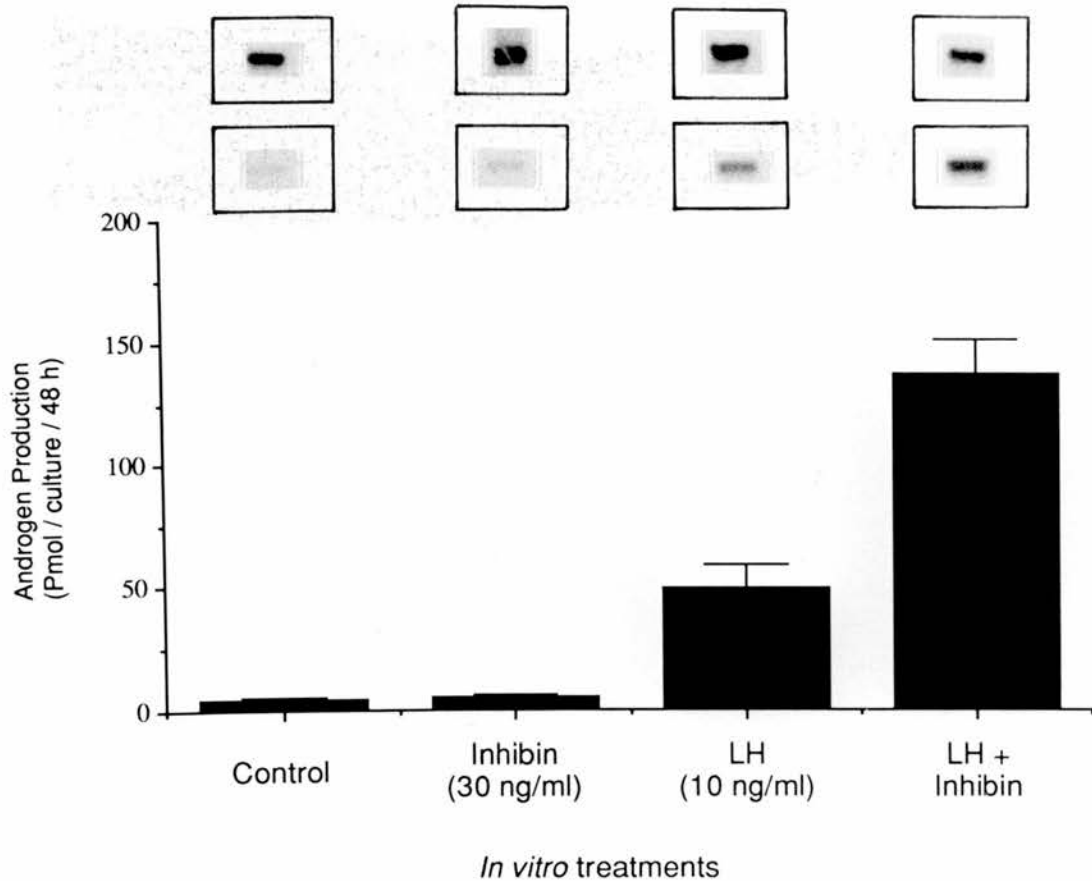 200
150
100
50
0
Androgen Production
(Pmol / culture / 48 h)
Control
Inhibin
(30 ng/ml)
LH
(10 ng/ml)
LH +
Inhibin
In vitro treatments